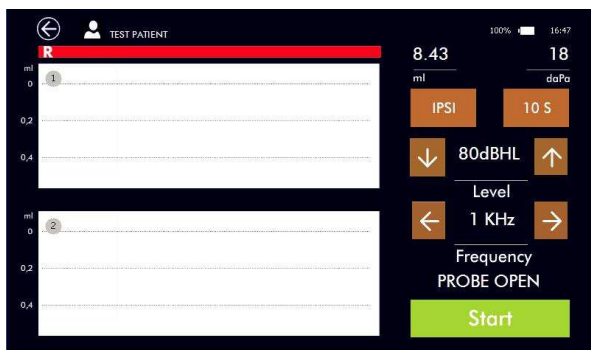 TEST PATIENT
100% 16:47
R
8.43 18
ml daPa
IPSI 10 S
80dBHL
Level
1 KHz
Frequency
PROBE OPEN
Start
ml
0
1
0,2
0,4
ml
0
2
0,2
0,4